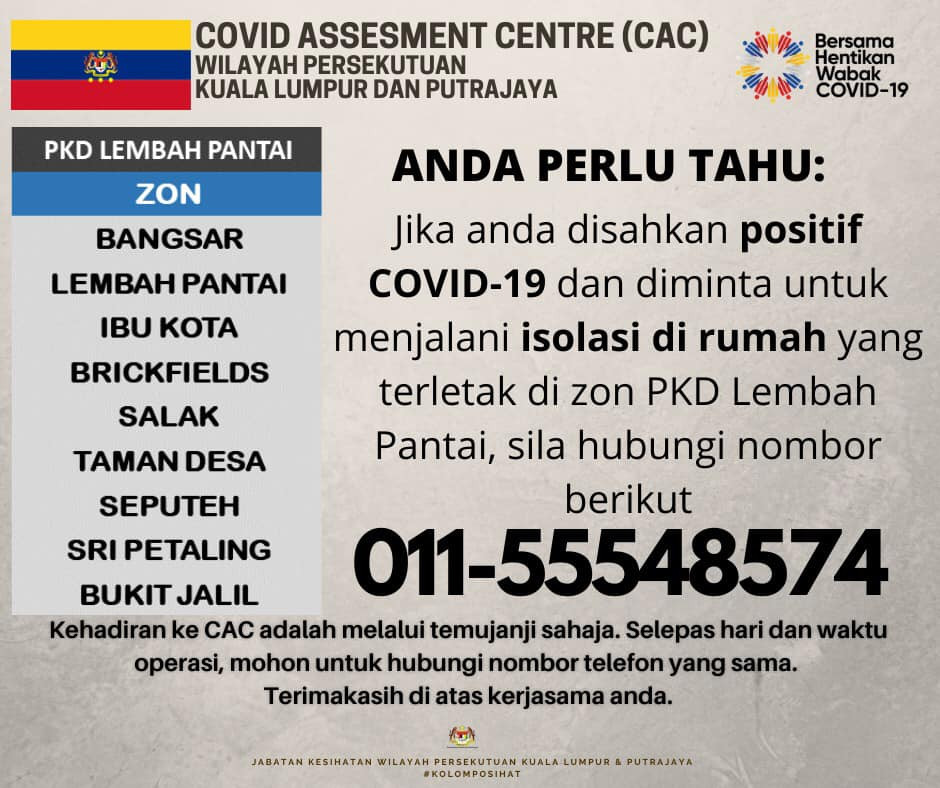 COVID ASSESMENT CENTRE (CAC)
WILAYAH PERSEKUTUAN
KUALA LUMPUR DAN PUTRAJAYA
Bersama
Hentikan
Wabak
COVID-19
PKD LEMBAH PANTAI
ZON
BANGSAR
LEMBAH PANTAI
IBU KOTA
BRICKFIELDS
SALAK
TAMAN DESA
SEPUTEH
SRI PETALING
BUKIT JALIL
ANDA PERLU TAHU:
Jika anda disahkan positif
COVID-19 dan diminta untuk
menjalani isolasi di rumah yang
terletak di zon PKD Lembah
Pantai, sila hubungi nombor
berikut
011-55548574
Kehadiran ke CAC adalah melalui temujanji sahaja. Selepas hari dan waktu
operasi, mohon untuk hubungi nombor telefon yang sama.
Terimakasih di atas kerjasama anda.
JABATAN KESIHATAN WILAYAH PERSEKUTUAN KUALA LUMPUR & PUTRAJAYA
#KOLOMPOSIHAT